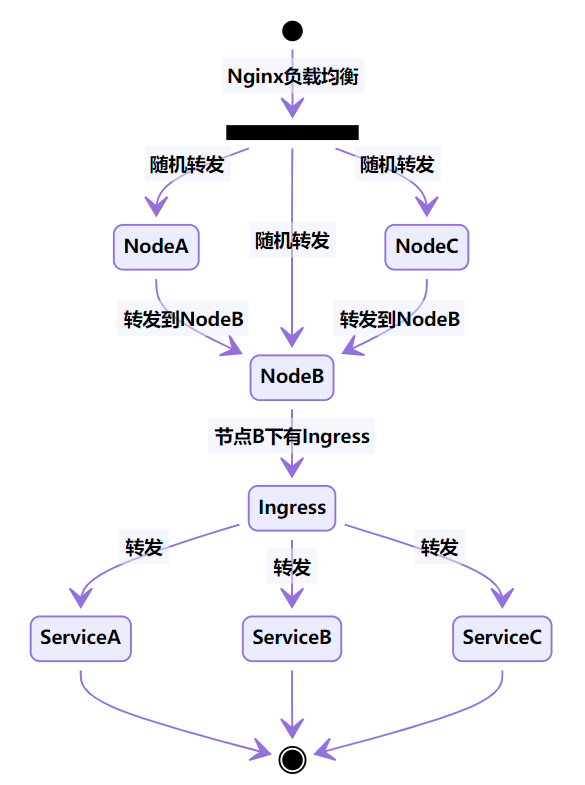 Nginx负载均衡
随机转发
随机转发
随机转发
NodeA
NodeC
转发到NodeB
转发到NodeB
NodeB
节点B下有Ingress
Ingress
转发
转发
转发
ServiceA
ServiceB
ServiceC